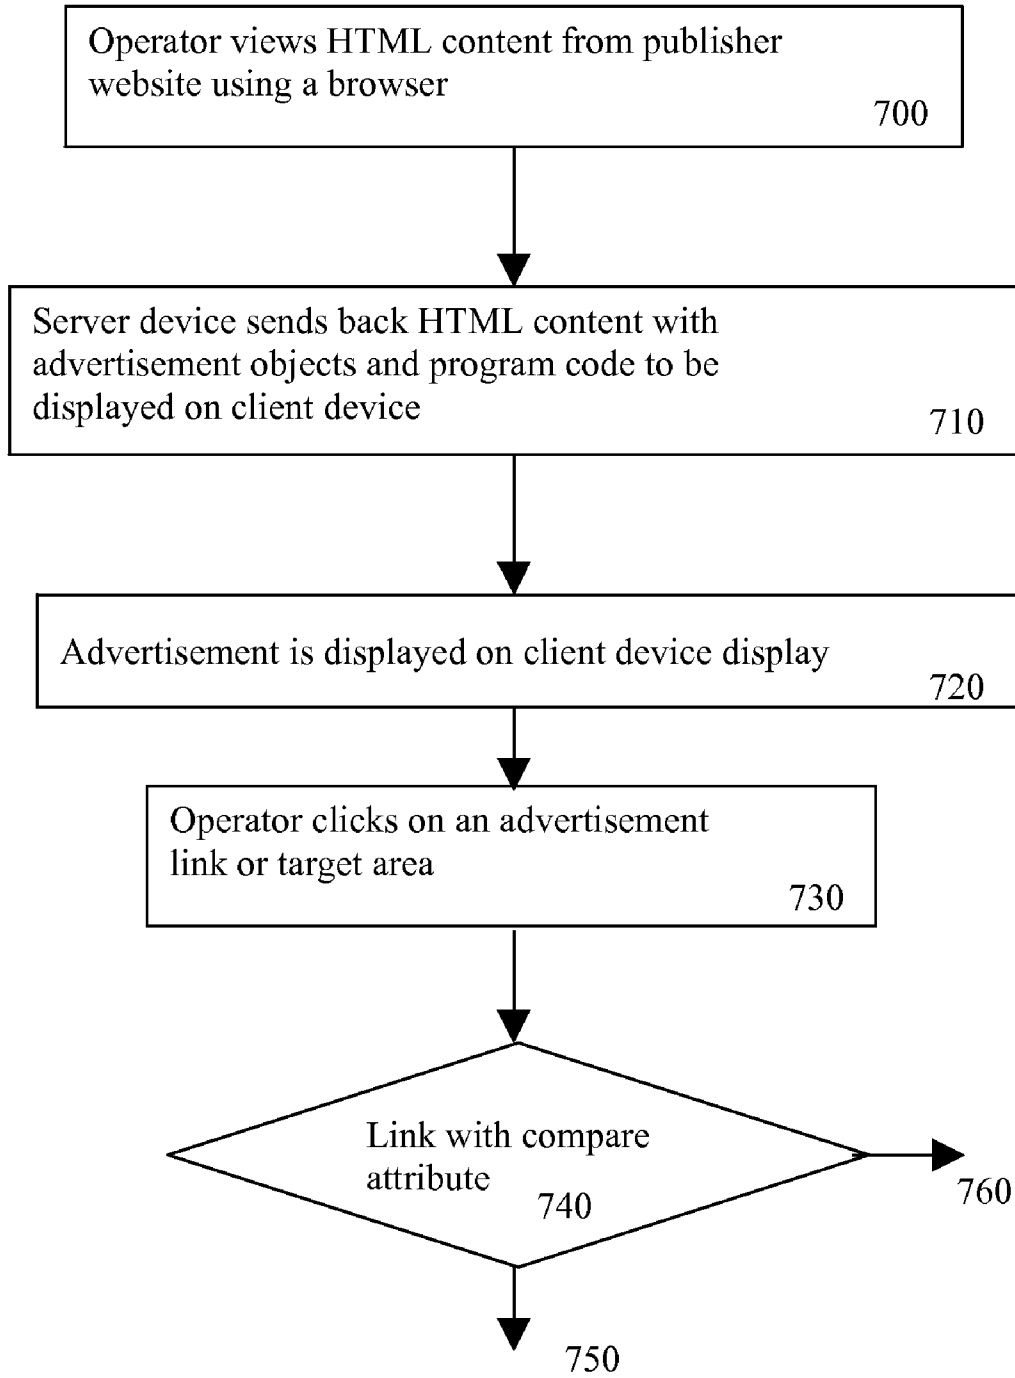 Operator views HTML content from publisher
website using a browser
700
Server device sends back HTML content with
advertisement objects and program code to be
displayed on client device
710
Advertisement is displayed on client device display
720
Operator clicks on an advertisement
link or target area
730
Link with compare
attribute
740
760
750